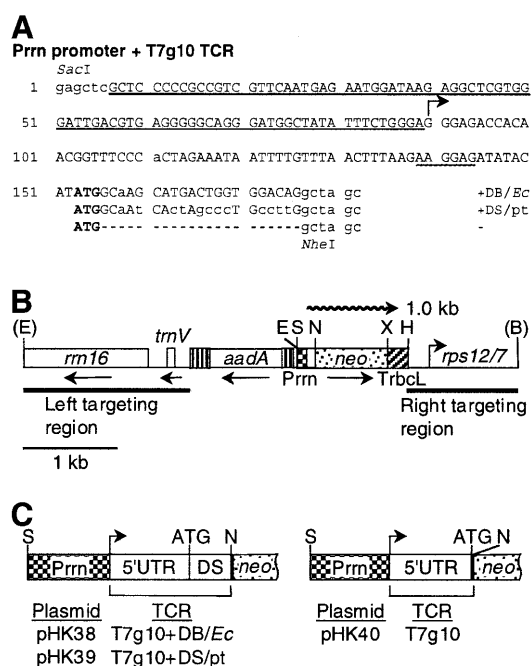 A
Prrn promoter + T7g10 TCR
SacI
1 gagctcGCTC CCCCGCCGTC GTTCAATGAG AATGGATAAG AGGCTCGTGG
51 GATTGACGTG AGGGGGCAGG GATGGCTATA TTTCTGGGAG GGAGACCACA
101 ACGGTTTCCC aCTAGAAATA ATTTTGTTTA ACTTTAAGAA GGAGATATAC
151 ATATGGCaAG CATGACTGGT GGACAGgcta gc +DB/Ec
ATGGCaAtC ACtAgccCT GccttGgcta gc +DS/pt
ATG----------------------gcta gc -
NheI
B
1.0 kb
(E) trnV E S N X H (B)
rrn16 aadA neo rps12/7
Prrn TrbcL
Left targeting region
Right targeting region
1 kb
C
S ATG N
Prrn 5'UTR DS neo
Plasmid TCR
pHK38 T7g10+DB/Ec
pHK39 T7g10+DS/pt
S ATG N
Prrn 5'UTR neo
Plasmid TCR
pHK40 T7g10